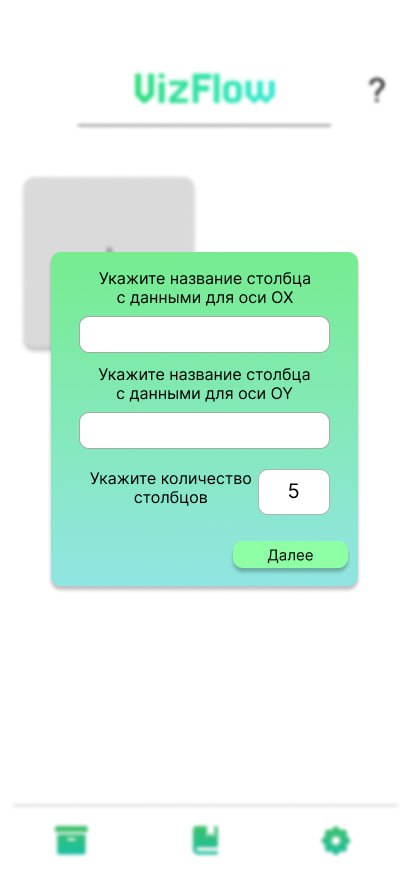 VizFlow
?
Укажите название столбца
с данными для оси OX
Укажите название столбца
с данными для оси OY
Укажите количество
столбцов
5
Далее